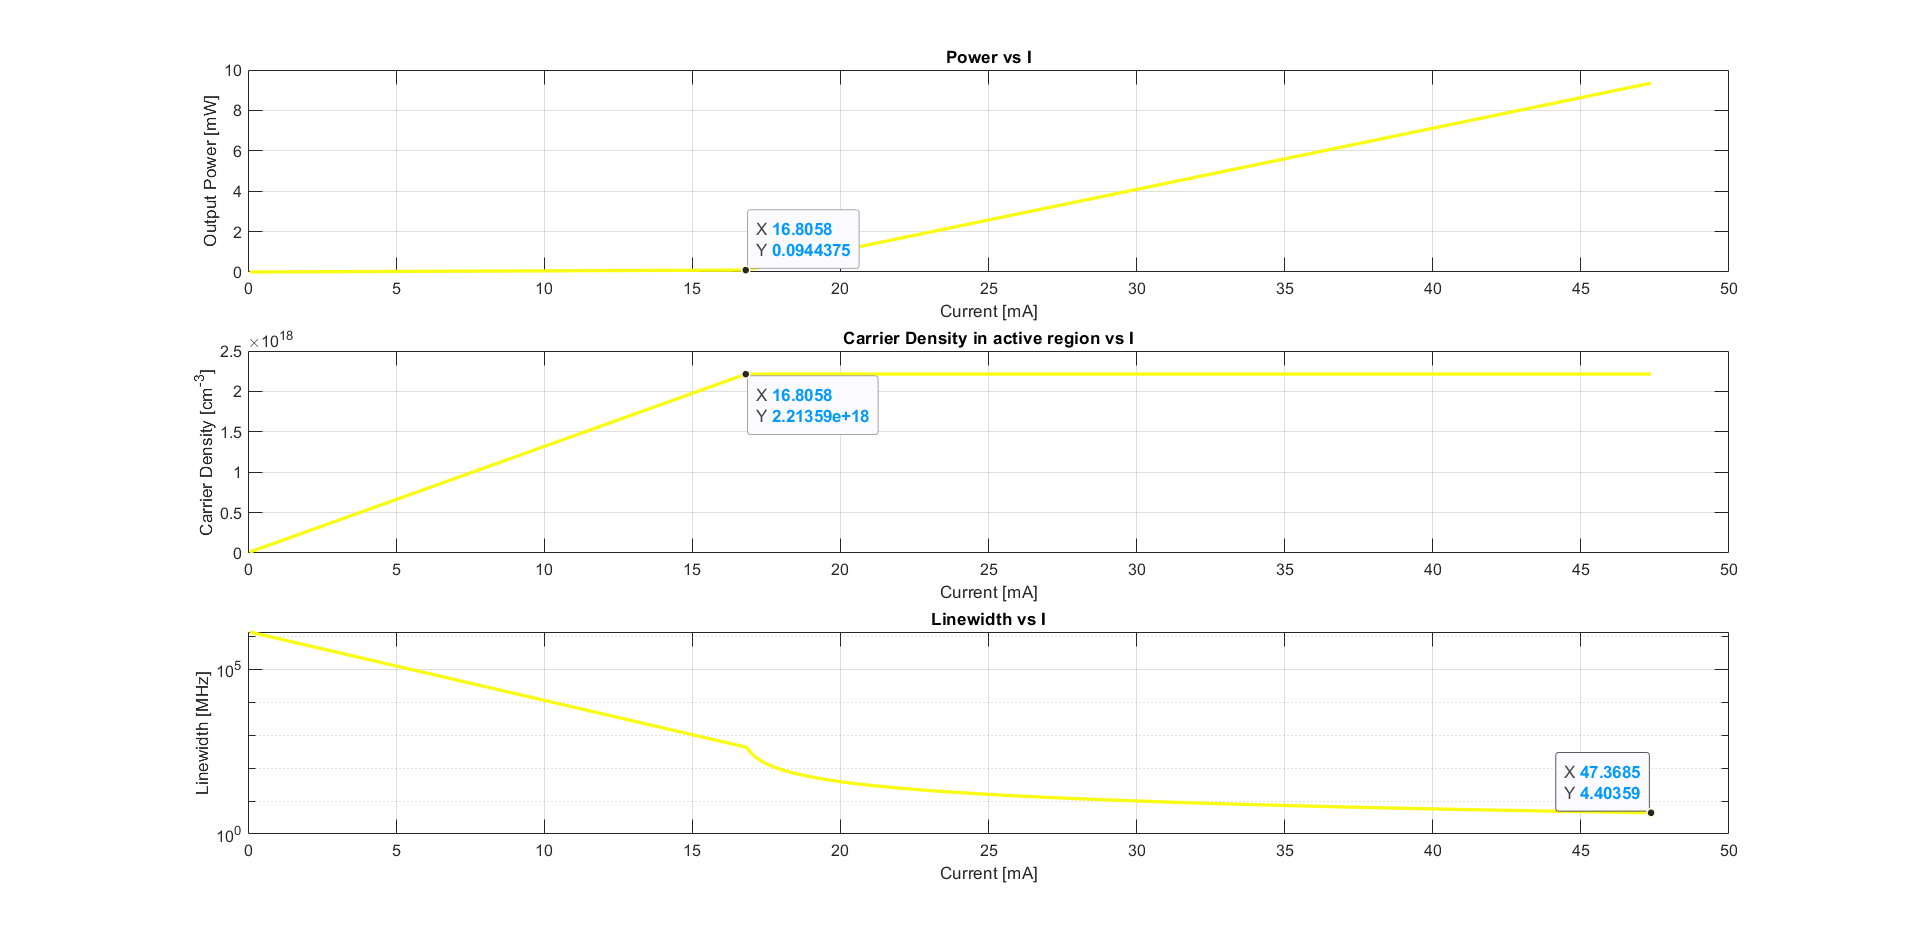 Power vs I
10
8
6
4
2
0
Output Power [mW]
X 16.8058
Y 0.0944375
0 5 10 15 20 25 30 35 40 45 50
Current [mA]
Carrier Density in active region vs I
×10^18
2.5
2
1.5
1
0.5
0
Carrier Density [cm^-3]
X 16.8058
Y 2.21359e+18
0 5 10 15 20 25 30 35 40 45 50
Current [mA]
Linewidth vs I
10^5
10^0
Linewidth [MHz]
X 47.3685
Y 4.40359
0 5 10 15 20 25 30 35 40 45 50
Current [mA]